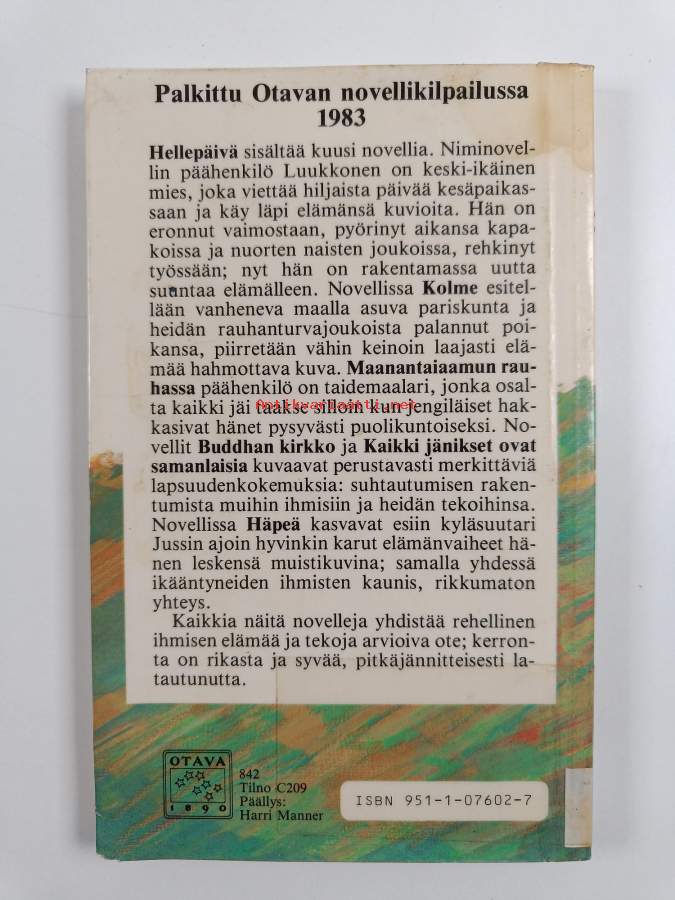 Palkittu Otavan novellikilpailussa
1983
Hellepäivä sisältää kuusi novellia. Niminovel-
lin päähenkilö Luukkonen on keski-ikäinen
mies, joka viettää hiljaista päivää kesäpaikas-
saan ja käy läpi elämänsä kuvioita. Hän on
eronnut vaimostaan, pyörinyt aikansa kapa-
koissa ja nuorten naisten joukoissa, rehkinyt
työssään; nyt hän on rakentamassa uutta
suuntaa elämälleen. Novellissa Kolme esitel-
lään vanheneva maalla asuva pariskunta ja
heidän rauhanturvajoukoista palannut poi-
kansa, piirretään vähin keinoin laajasti elä-
mää hahmottava kuva. Maanantaiaamun rau-
hassa päähenkilö on taidemaalari, jonka osal-
ta kaikki jäi taakse silloin kun jengiläiset hak-
kasivat hänet pysyvästi puolikuntoiseksi. No-
vellit Buddhan kirkko ja Kaikki jänikset ovat
samanlaisia kuvaavat perustavasti merkittäviä
lapsuudenkokemuksia: suhtautumisen raken-
tumista muihin ihmisiin ja heidän tekoihinsa.
Novellissa Häpeä kasvavat esiin kyläsuutari
Jussin ajoin hyvinkin karut elämänvaiheet hä-
nen leskensä muistikuvina; samalla yhdessä
ikääntyneiden ihmisten kaunis, rikkumaton
yhteys.
Kaikkia näitä novelleja yhdistää rehellinen
ihmisen elämää ja tekoja arvioiva ote; kerron-
ta on rikasta ja syvää, pitkäjännitteisesti la-
tautunutta.
Antikvariaatti.net
OTAVA
1890
842
Tilno C209
Päällys:
Harri Manner
ISBN 951-1-07602-7